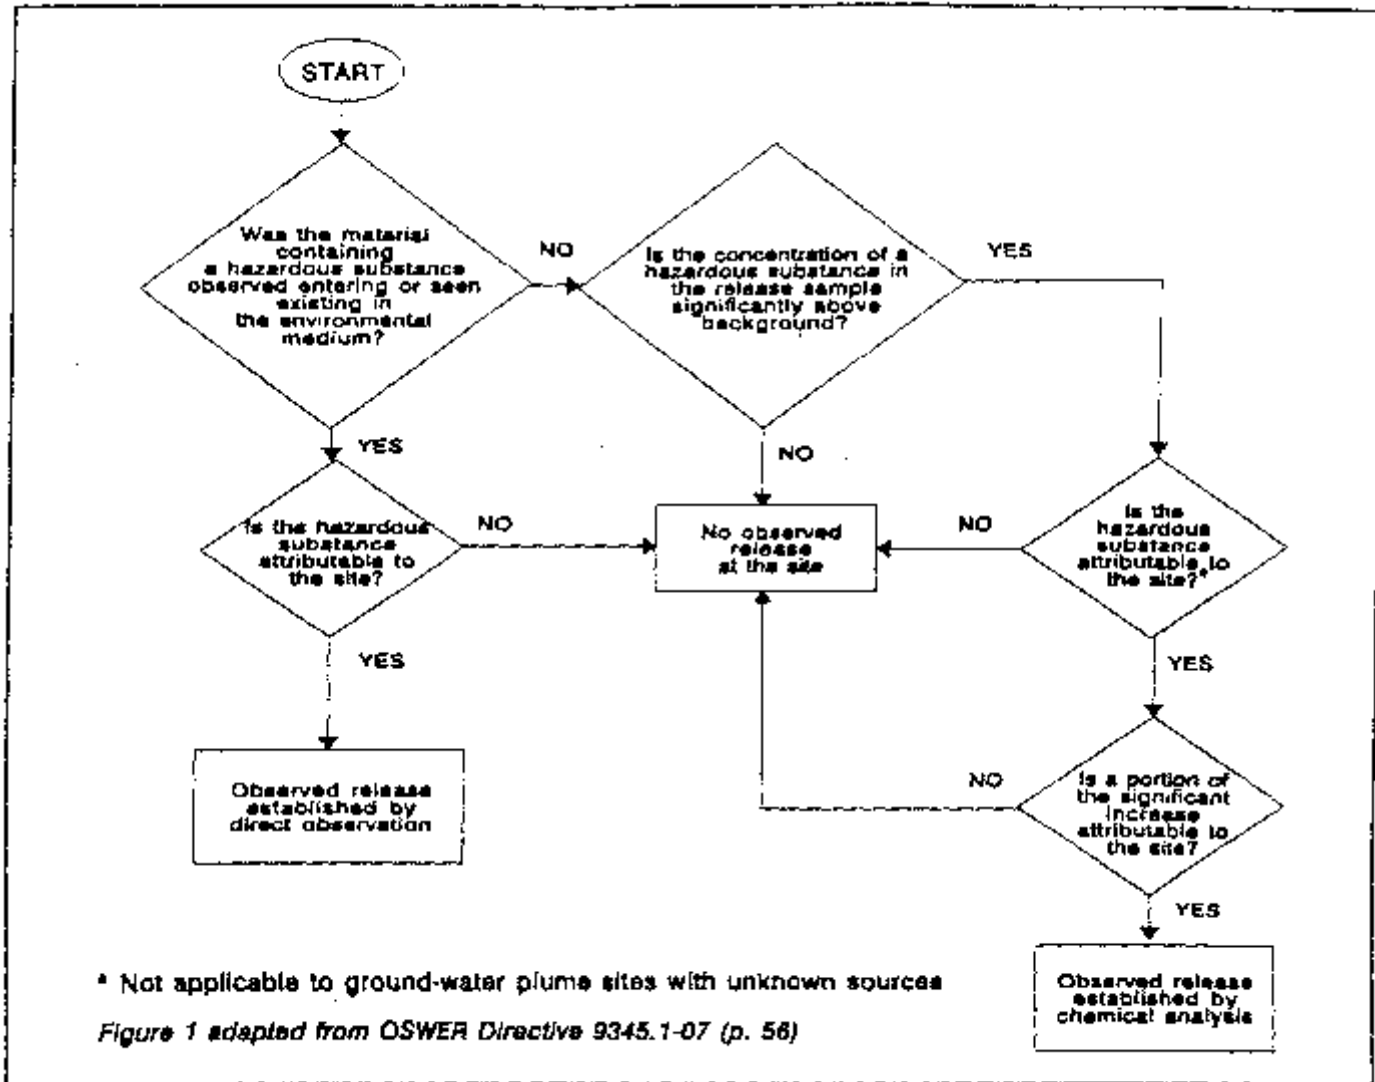 START
Was the material
containing
a hazardous substance
observed entering or seen
existing in
the environmental
medium?
NO
Is the concentration of a
hazardous substance in
the release sample
significantly above
background?
YES
YES
NO
Is the hazardous
substance
attributable to
the site?
NO
No observed
release
at the site
NO
Is the
hazardous
substance
attributable to
the site?*
YES
YES
Observed release
established by
direct observation
NO
Is a portion of
the significant
increase
attributable to
the site?
YES
Observed release
established by
chemical analysis
* Not applicable to ground-water plume sites with unknown sources
Figure 1 adapted from OSWER Directive 9345.1-07 (p. 56)